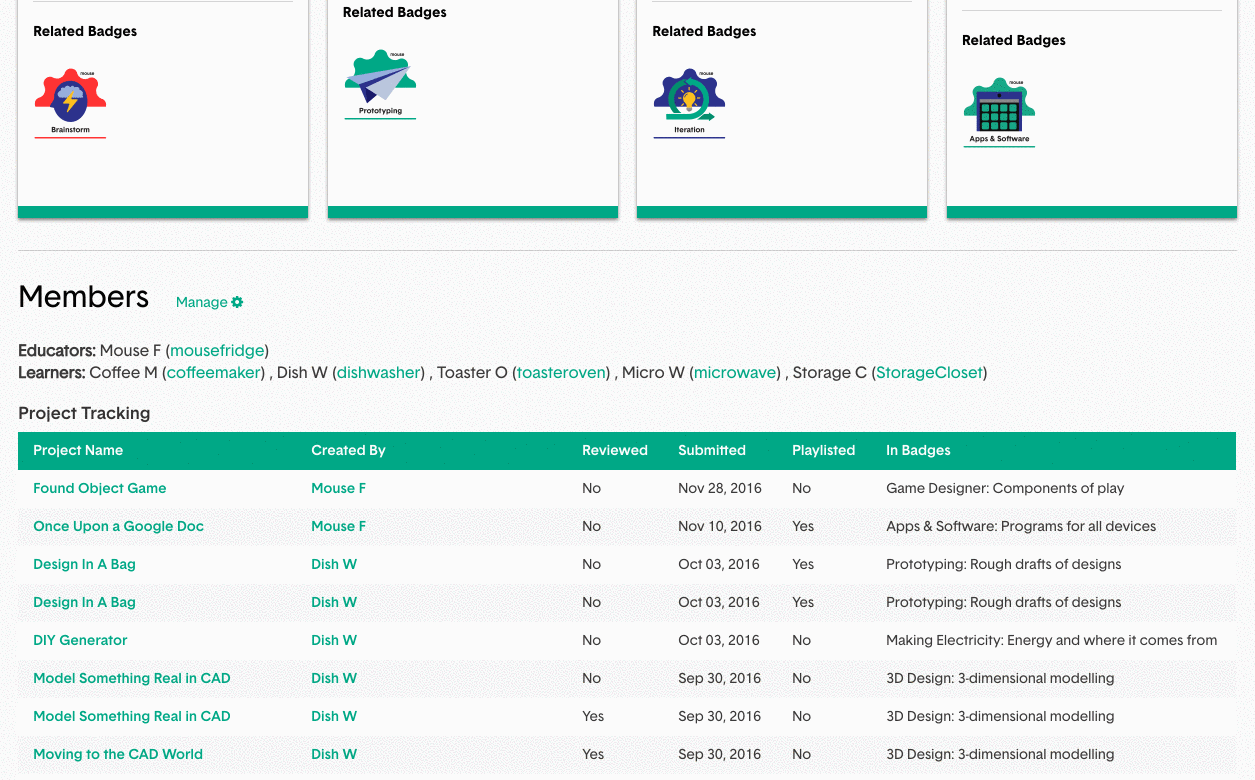 Related Badges
mouse
Brainstorm
Related Badges
mouse
Prototyping
Related Badges
mouse
Iteration
Related Badges
mouse
Apps & Software
Members Manage
Educators: Mouse F (mousefridge)
Learners: Coffee M (coffeemaker) , Dish W (dishwasher) , Toaster O (toasteroven) , Micro W (microwave) , Storage C (StorageCloset)
Project Tracking
Project Name Created By Reviewed Submitted Playlisted In Badges
Found Object Game Mouse F No Nov 28, 2016 No Game Designer: Components of play
Once Upon a Google Doc Mouse F No Nov 10, 2016 Yes Apps & Software: Programs for all devices
Design In A Bag Dish W No Oct 03, 2016 Yes Prototyping: Rough drafts of designs
Design In A Bag Dish W No Oct 03, 2016 Yes Prototyping: Rough drafts of designs
DIY Generator Dish W No Oct 03, 2016 No Making Electricity: Energy and where it comes from
Model Something Real in CAD Dish W No Sep 30, 2016 No 3D Design: 3-dimensional modelling
Model Something Real in CAD Dish W Yes Sep 30, 2016 No 3D Design: 3-dimensional modelling
Moving to the CAD World Dish W Yes Sep 30, 2016 No 3D Design: 3-dimensional modelling